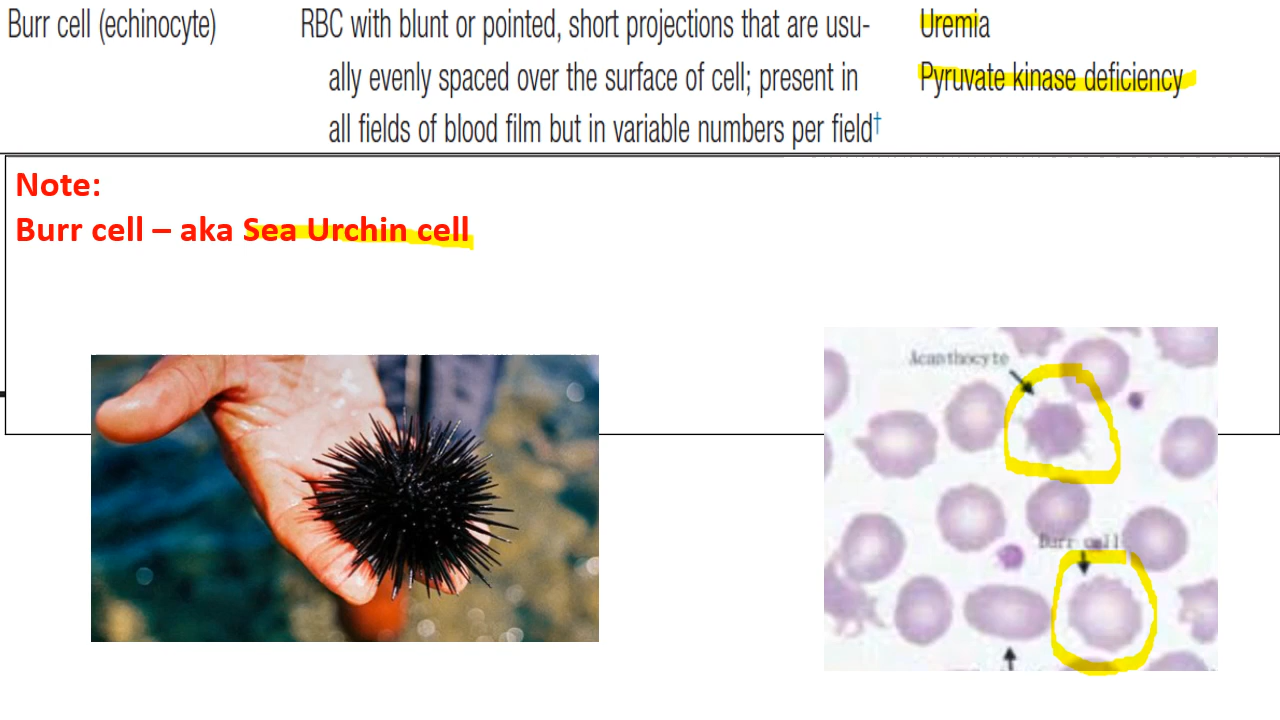 Burr cell (echinocyte) RBC with blunt or pointed, short projections that are usu- Uremia
ally evenly spaced over the surface of cell; present in Pyruvate kinase deficiency
all fields of blood film but in variable numbers per field†
Note:
Burr cell – aka Sea Urchin cell
Acanthocyte
Burr cell